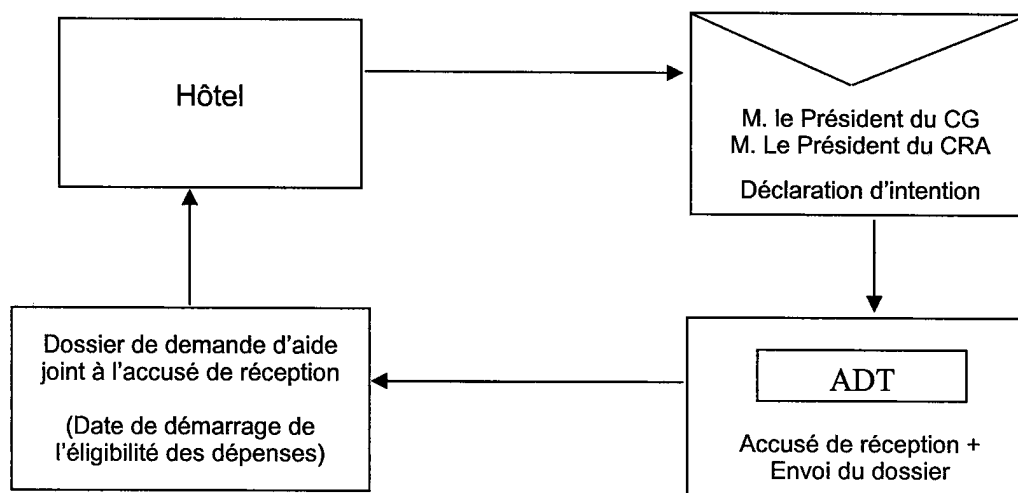 Hôtel
M. le Président du CG
M. Le Président du CRA
Déclaration d'intention
Dossier de demande d'aide
joint à l'accusé de réception
(Date de démarrage de
l'éligibilité des dépenses)
ADT
Accusé de réception +
Envoi du dossier